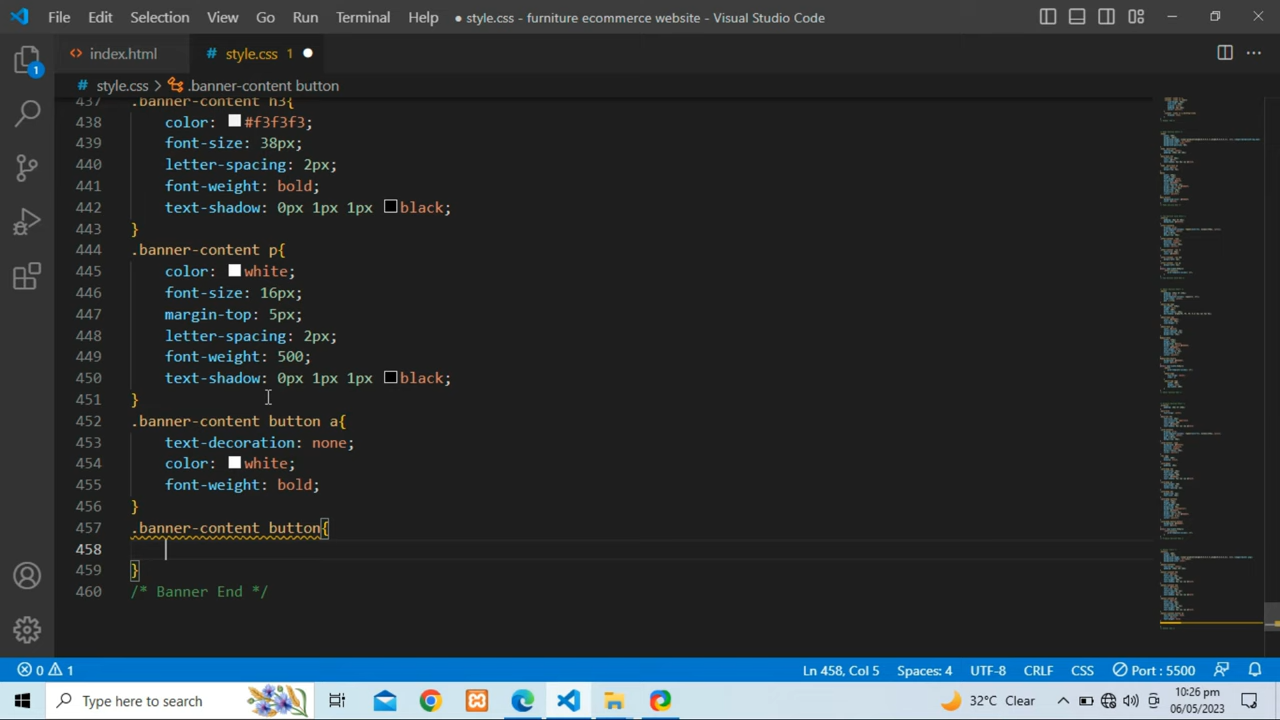 File Edit Selection View Go Run Terminal Help ● style.css - furniture ecommerce website - Visual Studio Code
<> index.html # style.css 1 ●
# style.css > .banner-content button
437 .banner-content h3{
438 color: #f3f3f3;
439 font-size: 38px;
440 letter-spacing: 2px;
441 font-weight: bold;
442 text-shadow: 0px 1px 1px black;
443 }
444 .banner-content p{
445 color: white;
446 font-size: 16px;
447 margin-top: 5px;
448 letter-spacing: 2px;
449 font-weight: 500;
450 text-shadow: 0px 1px 1px black;
451 }
452 .banner-content button a{
453 text-decoration: none;
454 color: white;
455 font-weight: bold;
456 }
457 .banner-content button{
458
459 }
460 /* Banner End */
1
0 1 Ln 458, Col 5 Spaces: 4 UTF-8 CRLF CSS Port : 5500
Type here to search 32°C Clear 10:26 pm
06/05/2023